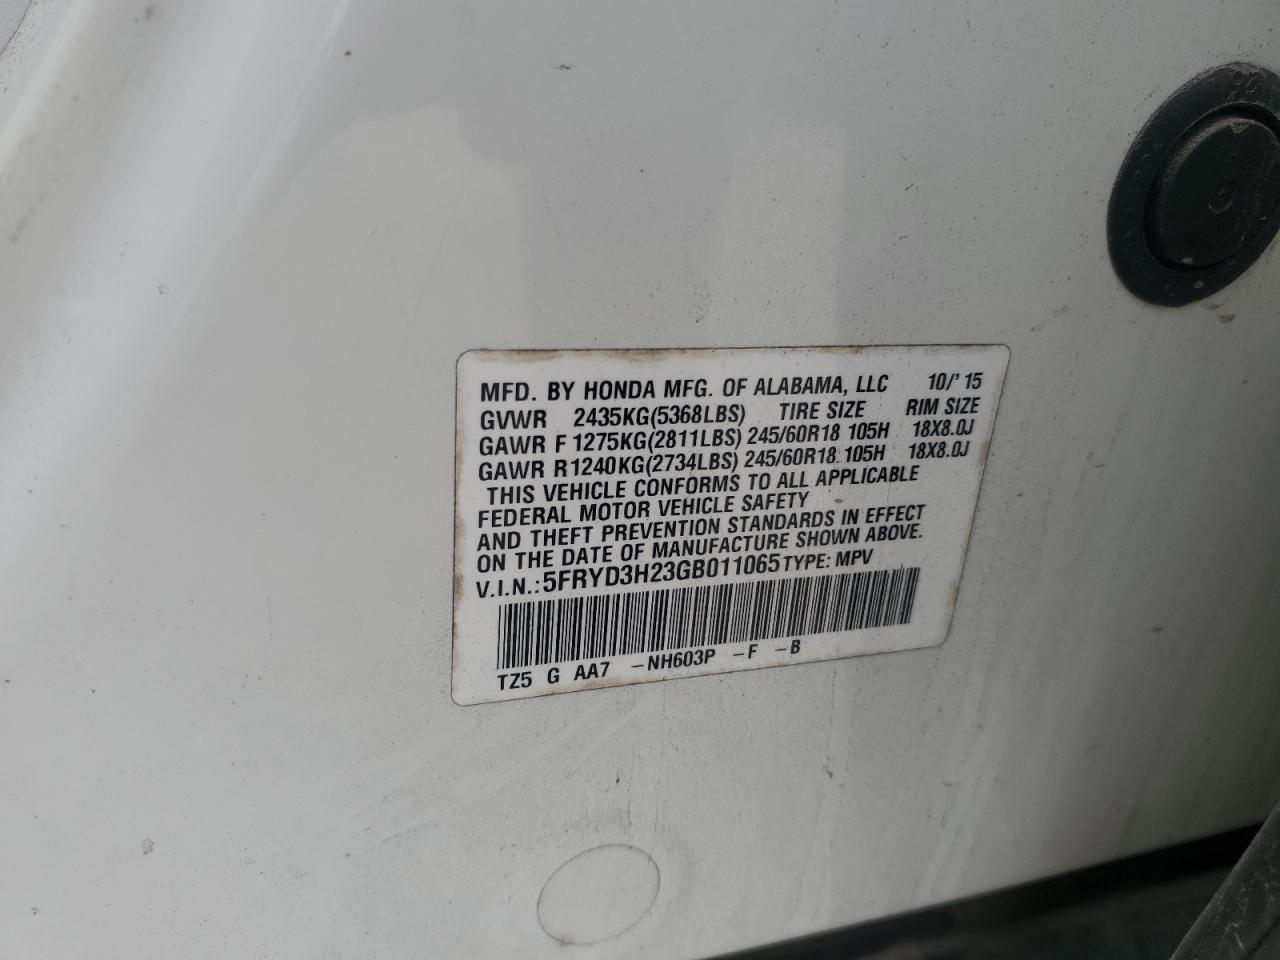 MFD. BY HONDA MFG. OF ALABAMA, LLC 10/'15
GVWR 2435KG(5368LBS) TIRE SIZE RIM SIZE
GAWR F 1275KG(2811LBS) 245/60R18 105H 18X8.0J
GAWR R1240KG(2734LBS) 245/60R18 105H 18X8.0J
THIS VEHICLE CONFORMS TO ALL APPLICABLE
FEDERAL MOTOR VEHICLE SAFETY
AND THEFT PREVENTION STANDARDS IN EFFECT
ON THE DATE OF MANUFACTURE SHOWN ABOVE.
V.I.N.:5FRYD3H23GB011065 TYPE: MPV
TZ5 G AA7 -NH603P -F -B